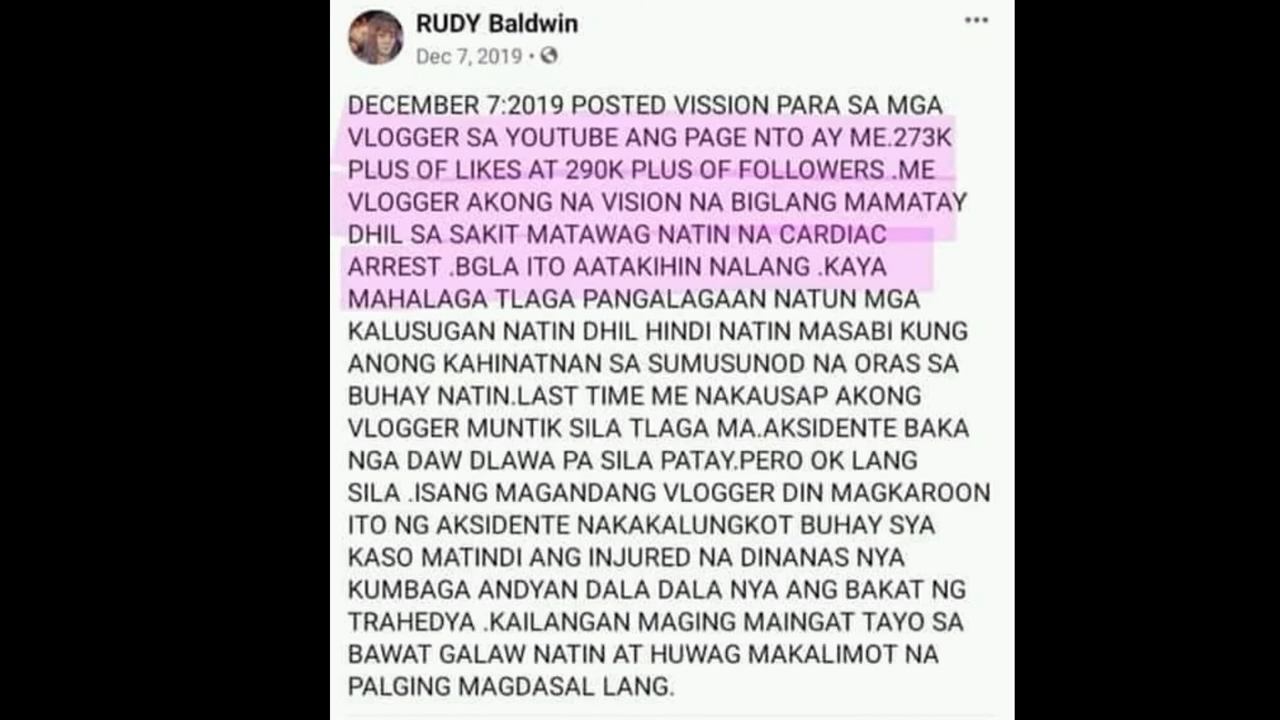 RUDY Baldwin
Dec 7, 2019 ·
DECEMBER 7:2019 POSTED VISSION PARA SA MGA
VLOGGER SA YOUTUBE ANG PAGE NTO AY ME.273K
PLUS OF LIKES AT 290K PLUS OF FOLLOWERS .ME
VLOGGER AKONG NA VISION NA BIGLANG MAMATAY
DHIL SA SAKIT MATAWAG NATIN NA CARDIAC
ARREST .BGLA ITO AATAKIHIN NALANG .KAYA
MAHALAGA TLAGA PANGALAGAAN NATUN MGA
KALUSUGAN NATIN DHIL HINDI NATIN MASABI KUNG
ANONG KAHINATNAN SA SUMUSUNOD NA ORAS SA
BUHAY NATIN.LAST TIME ME NAKAUSAP AKONG
VLOGGER MUNTIK SILA TLAGA MA.AKSIDENTE BAKA
NGA DAW DLAWA PA SILA PATAY.PERO OK LANG
SILA .ISANG MAGANDANG VLOGGER DIN MAGKAROON
ITO NG AKSIDENTE NAKAKALUNGKOT BUHAY SYA
KASO MATINDI ANG INJURED NA DINANAS NYA
KUMBAGA ANDYAN DALA DALA NYA ANG BAKAT NG
TRAHEDYA .KAILANGAN MAGING MAINGAT TAYO SA
BAWAT GALAW NATIN AT HUWAG MAKALIMOT NA
PALGING MAGDASAL LANG.